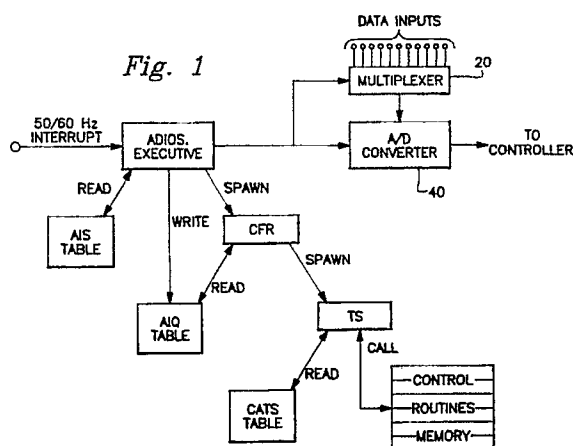 DATA INPUTS
Fig. 1
MULTIPLEXER
20
50/60 Hz
INTERRUPT
ADIOS.
EXECUTIVE
A/D
CONVERTER
TO
CONTROLLER
40
READ
SPAWN
WRITE
AIS
TABLE
CFR
SPAWN
READ
AIQ
TABLE
TS
CALL
READ
CATS
TABLE
CONTROL
ROUTINES
MEMORY